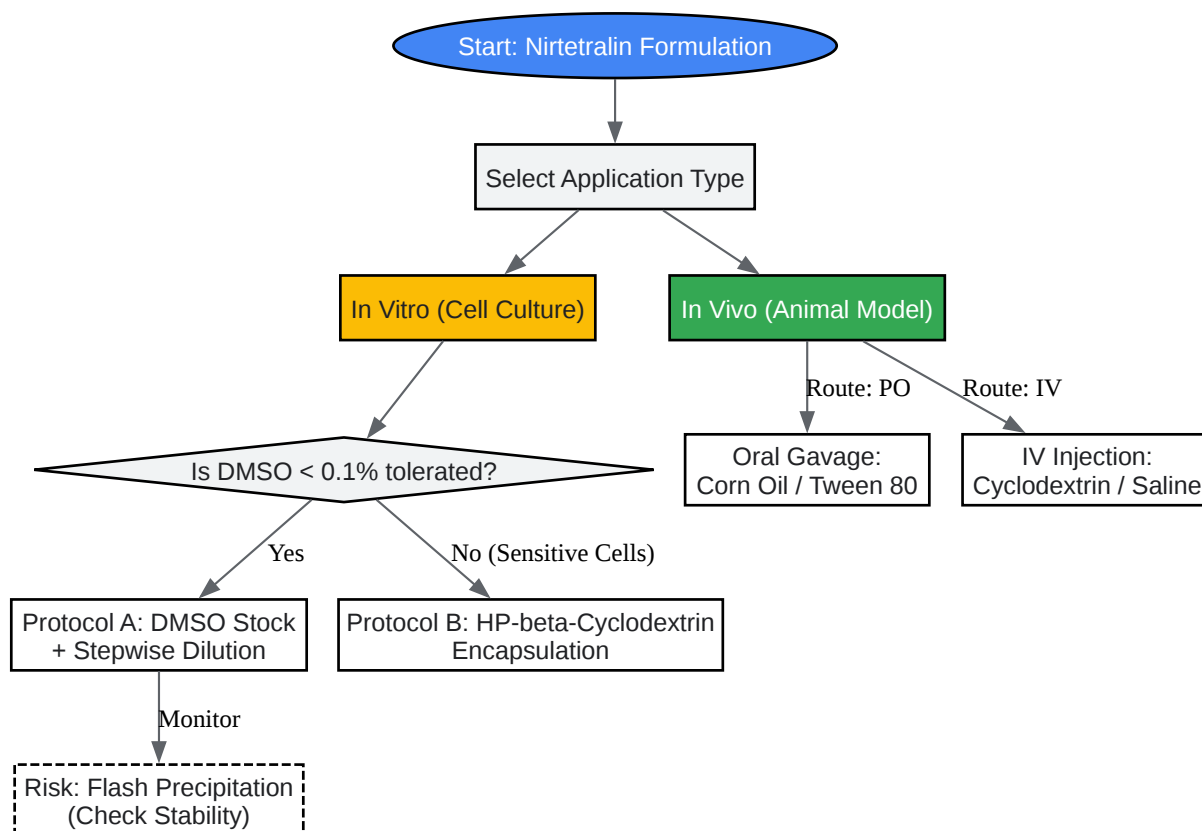 Start: Nirtetralin Formulation
Select Application Type
In Vitro (Cell Culture)
In Vivo (Animal Model)
Route: PO
Route: IV
Is DMSO < 0.1% tolerated?
Oral Gavage:
Corn Oil / Tween 80
IV Injection:
Cyclodextrin / Saline
Yes
No (Sensitive Cells)
Protocol A: DMSO Stock
+ Stepwise Dilution
Protocol B: HP-beta-Cyclodextrin
Encapsulation
Monitor
Risk: Flash Precipitation
(Check Stability)